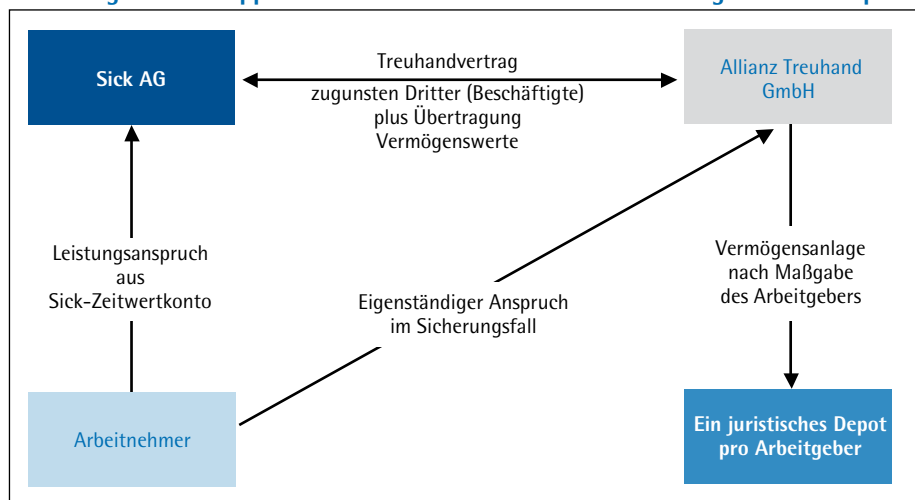 Sick AG
Treuhandvertrag
zugunsten Dritter (Beschäftigte)
plus Übertragung
Vermögenswerte
Allianz Treuhand
GmbH
Leistungsanspruch
aus
Sick-Zeitwertkonto
Eigenständiger Anspruch
im Sicherungsfall
Vermögensanlage
nach Maßgabe
des Arbeitgebers
Arbeitnehmer
Ein juristisches Depot
pro Arbeitgeber